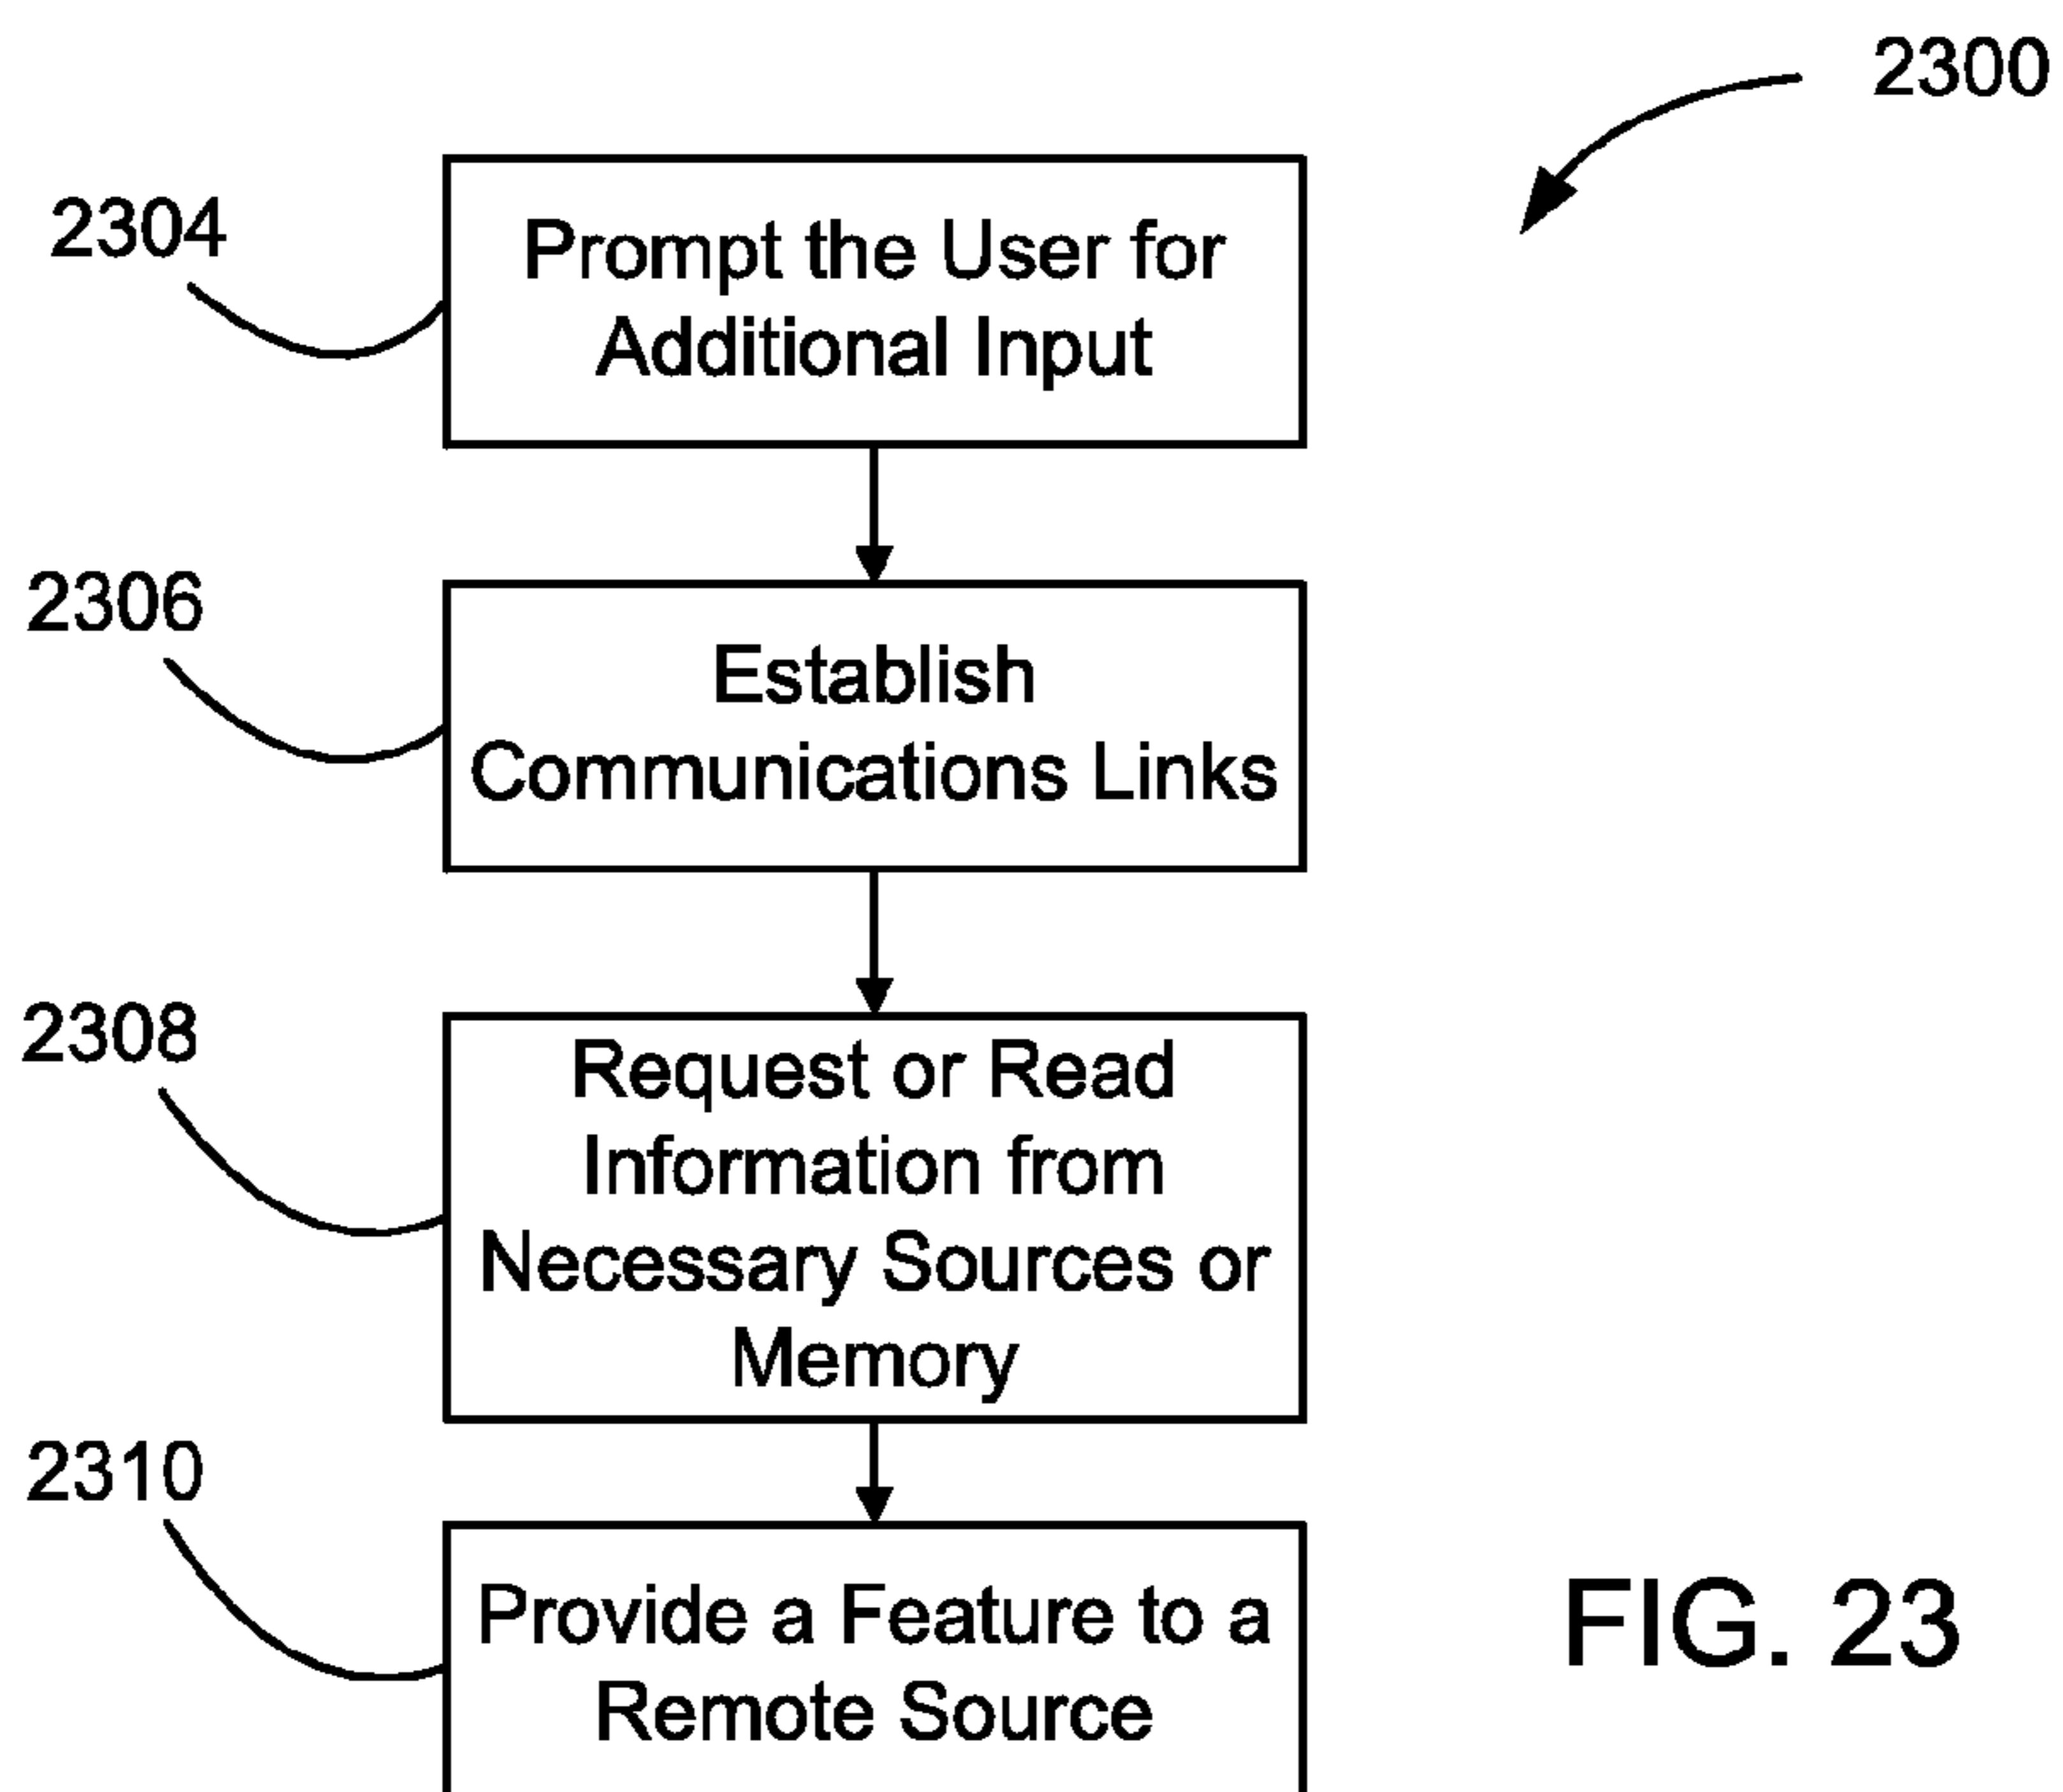 2300
2304
Prompt the User for
Additional Input
2306
Establish
Communications Links
2308
Request or Read
Information from
Necessary Sources or
Memory
2310
Provide a Feature to a
Remote Source
FIG. 23